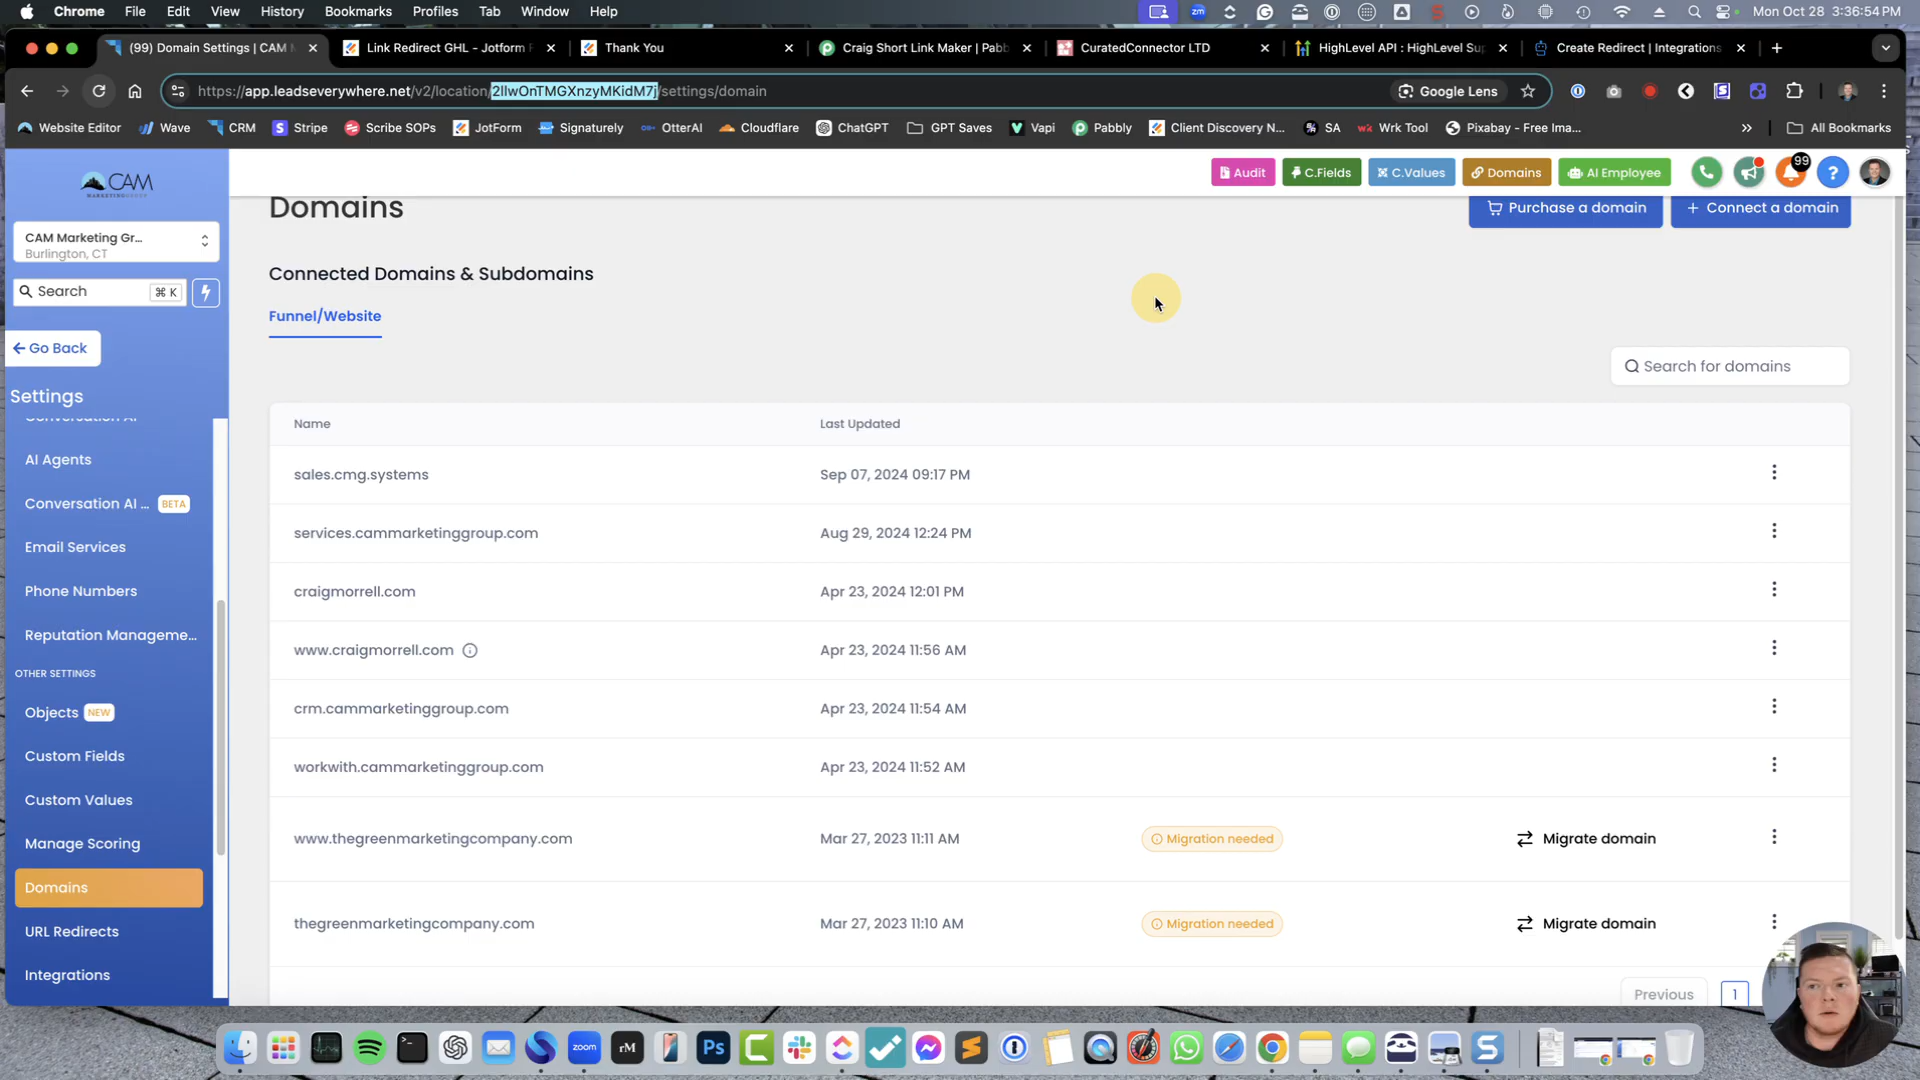 Chrome File Edit View History Bookmarks Profiles Tab Window Help
Mon Oct 28 3:36:54 PM
(99) Domain Settings | CAM
Link Redirect GHL - Jotform F
Thank You
Craig Short Link Maker | Pabb
CuratedConnector LTD
HighLevel API : HighLevel Sup
Create Redirect | Integrations
https://app.leadseverywhere.net/v2/location/2IIwOnTMGXnzyMKidM7j/settings/domain
Google Lens
Website Editor Wave CRM Stripe Scribe SOPs JotForm Signaturely OtterAI Cloudflare ChatGPT GPT Saves Vapi Pabbly Client Discovery N... SA Wrk Tool Pixabay - Free Ima... » All Bookmarks
CAM
MARKETING GROUP
Audit C.Fields C.Values Domains AI Employee 99 ?
CAM Marketing Gr...
Burlington, CT
Search ⌘ K
Go Back
Settings
Conversation AI
AI Agents
Conversation AI ... BETA
Email Services
Phone Numbers
Reputation Manageme...
OTHER SETTINGS
Objects NEW
Custom Fields
Custom Values
Manage Scoring
Domains
URL Redirects
Integrations
Domains
Purchase a domain
+ Connect a domain
Connected Domains & Subdomains
Funnel/Website
Search for domains
Name Last Updated
sales.cmg.systems Sep 07, 2024 09:17 PM
services.cammarketinggroup.com Aug 29, 2024 12:24 PM
craigmorrell.com Apr 23, 2024 12:01 PM
www.craigmorrell.com Apr 23, 2024 11:56 AM
crm.cammarketinggroup.com Apr 23, 2024 11:54 AM
workwith.cammarketinggroup.com Apr 23, 2024 11:52 AM
www.thegreenmarketingcompany.com Mar 27, 2023 11:11 AM Migration needed Migrate domain
thegreenmarketingcompany.com Mar 27, 2023 11:10 AM Migration needed Migrate domain
Previous 1
zoom rM Ps